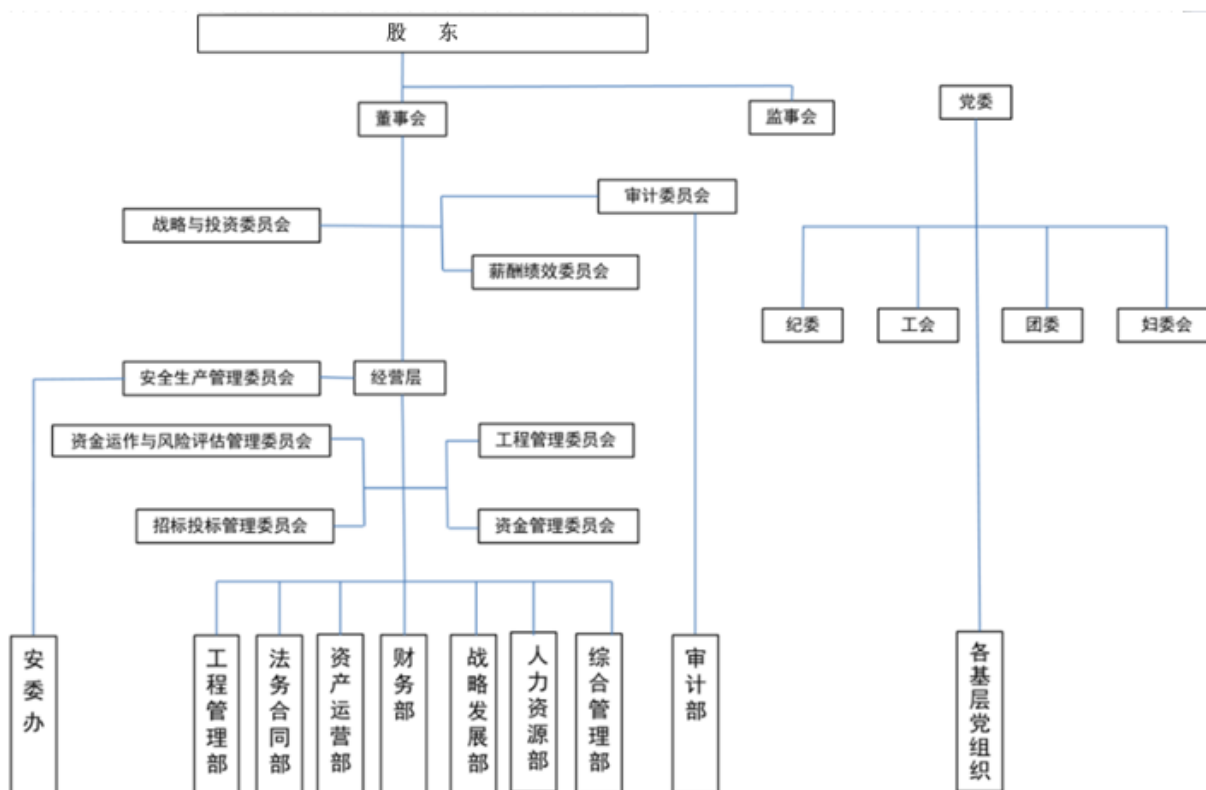 股 东
董事会
监事会
党委
审计委员会
战略与投资委员会
薪酬绩效委员会
纪委
工会
团委
妇委会
安全生产管理委员会
经营层
资金运作与风险评估管理委员会
工程管理委员会
招标投标管理委员会
资金管理委员会
安委办
工程管理部
法务合同部
资产运营部
财务部
战略发展部
人力资源部
综合管理部
审计部
各基层党组织